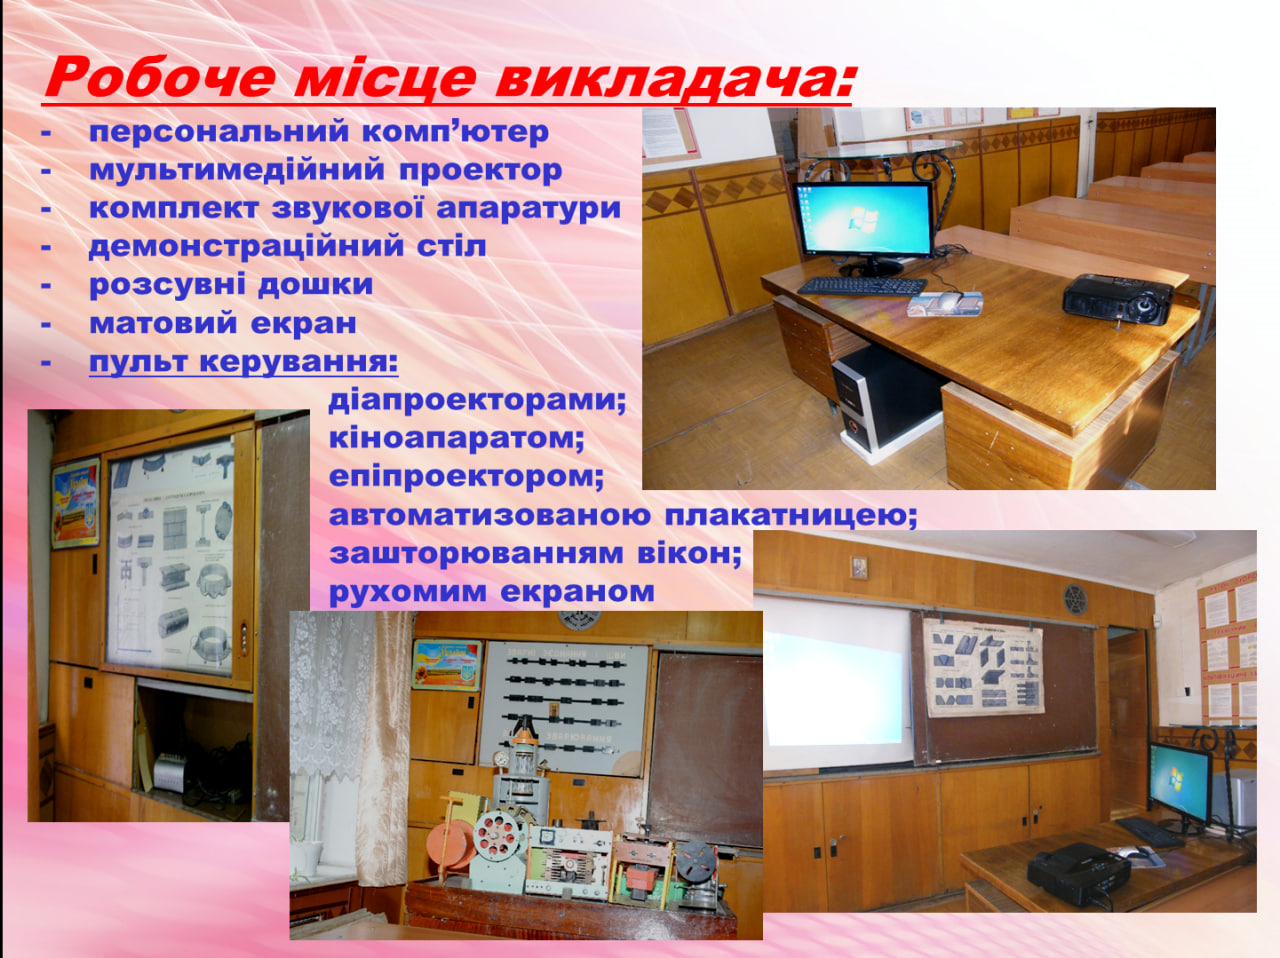 Робоче місце викладача:
- персональний комп’ютер
- мультимедійний проектор
- комплект звукової апаратури
- демонстраційний стіл
- розсувні дошки
- матовий екран
- пульт керування:
діапроекторами;
кіноапаратом;
епіпроектором;
автоматизованою плакатницею;
зашторюванням вікон;
рухомим екраном